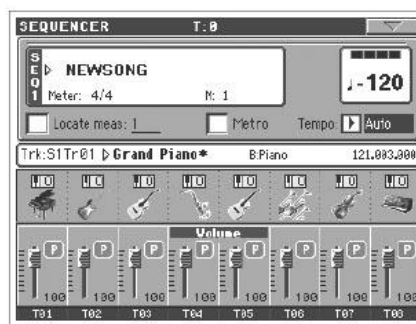 SEQUENCER T:0
SEQ1
NEWSONG
Meter: 4/4 M: 1
♩-120
Locate meas: 1 Metro Tempo: Auto
Trk:S1Tr01 Grand Piano* B:Piano 121.003.000
Volume
P P P P P P P P
100 100 100 100 100 100 100 100
T01 T02 T03 T04 T05 T06 T07 T08